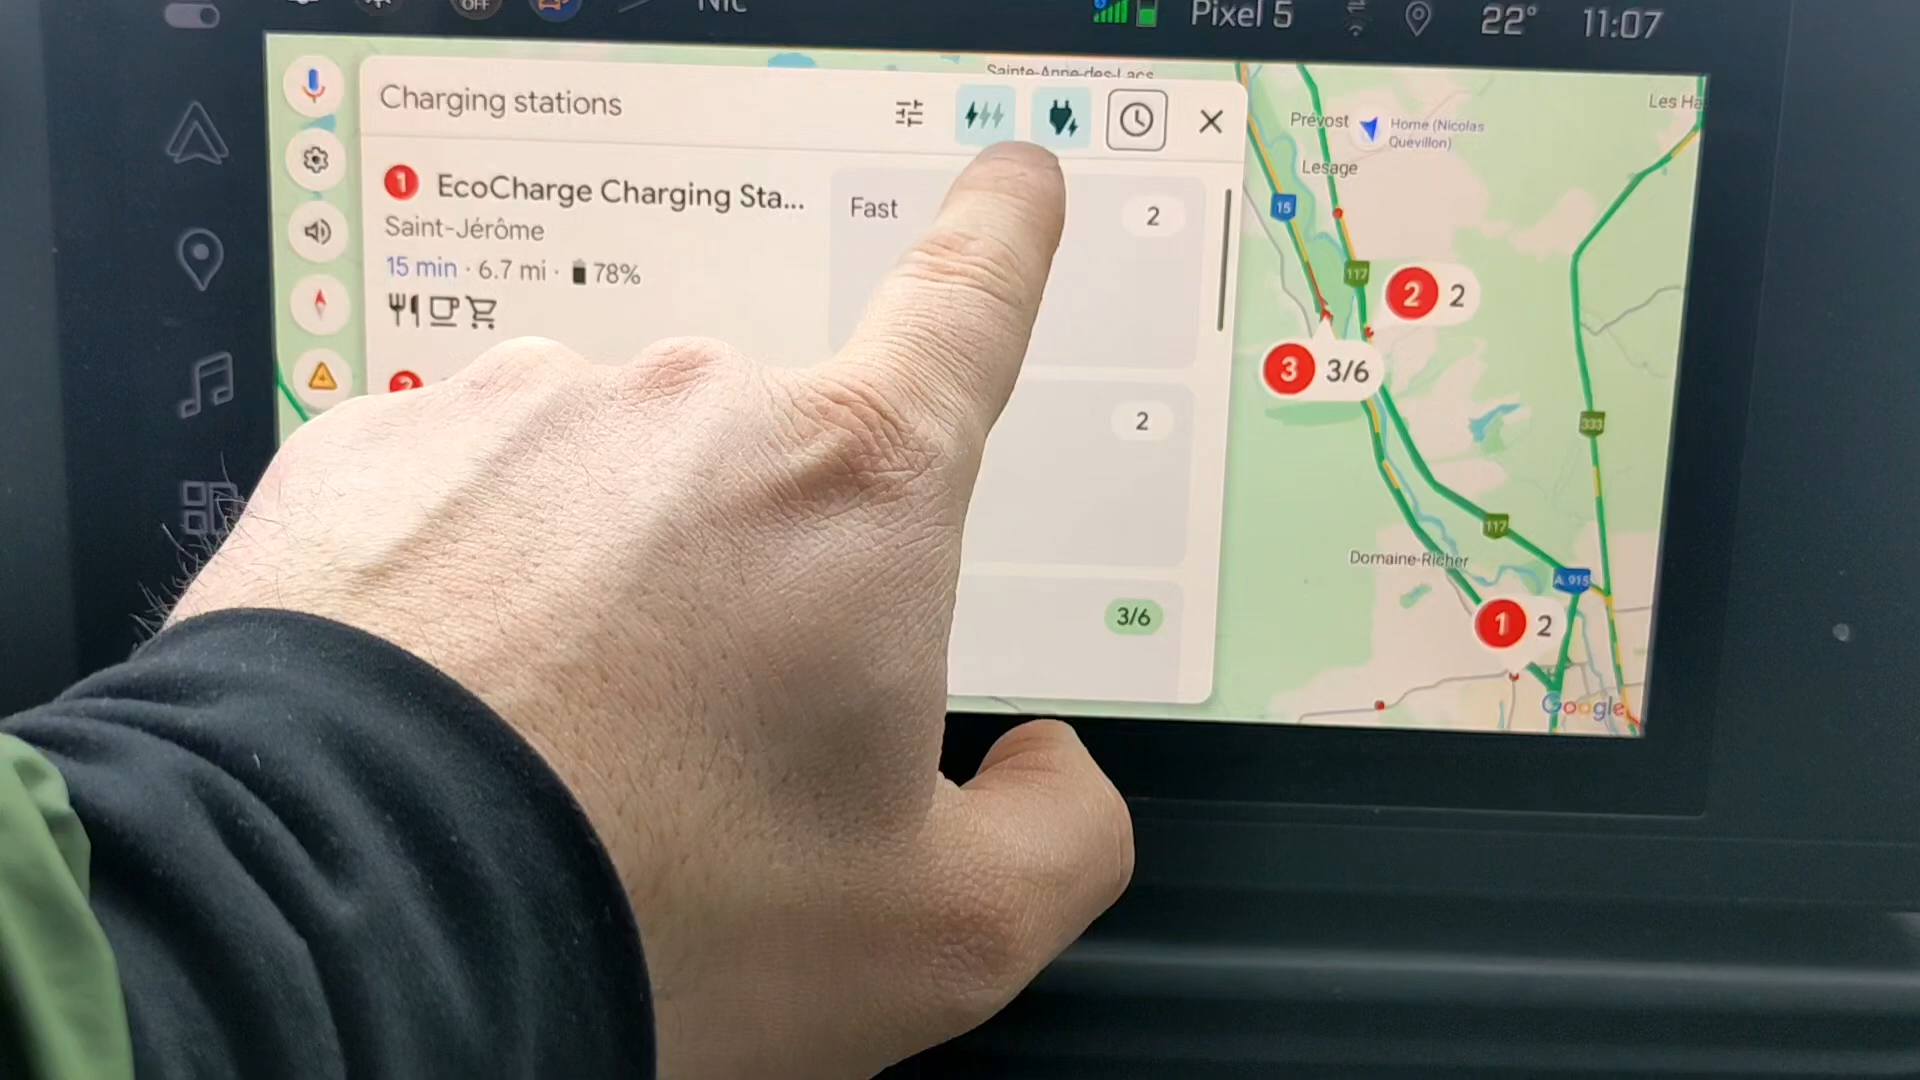 OFF
Pixel 5
22°
11:07
Charging stations
1
EcoCharge Charging Sta...
Saint-Jérôme
15 min · 6.7 mi · 78%
Fast
2
2
3/6
Sainte-Anne-des-Lacs
Les Ha
Prévost
Home (Nicolas
Quévillon)
Lesage
15
117
2 2
3 3/6
333
117
Domaine-Richer
A. 915
1 2
Google